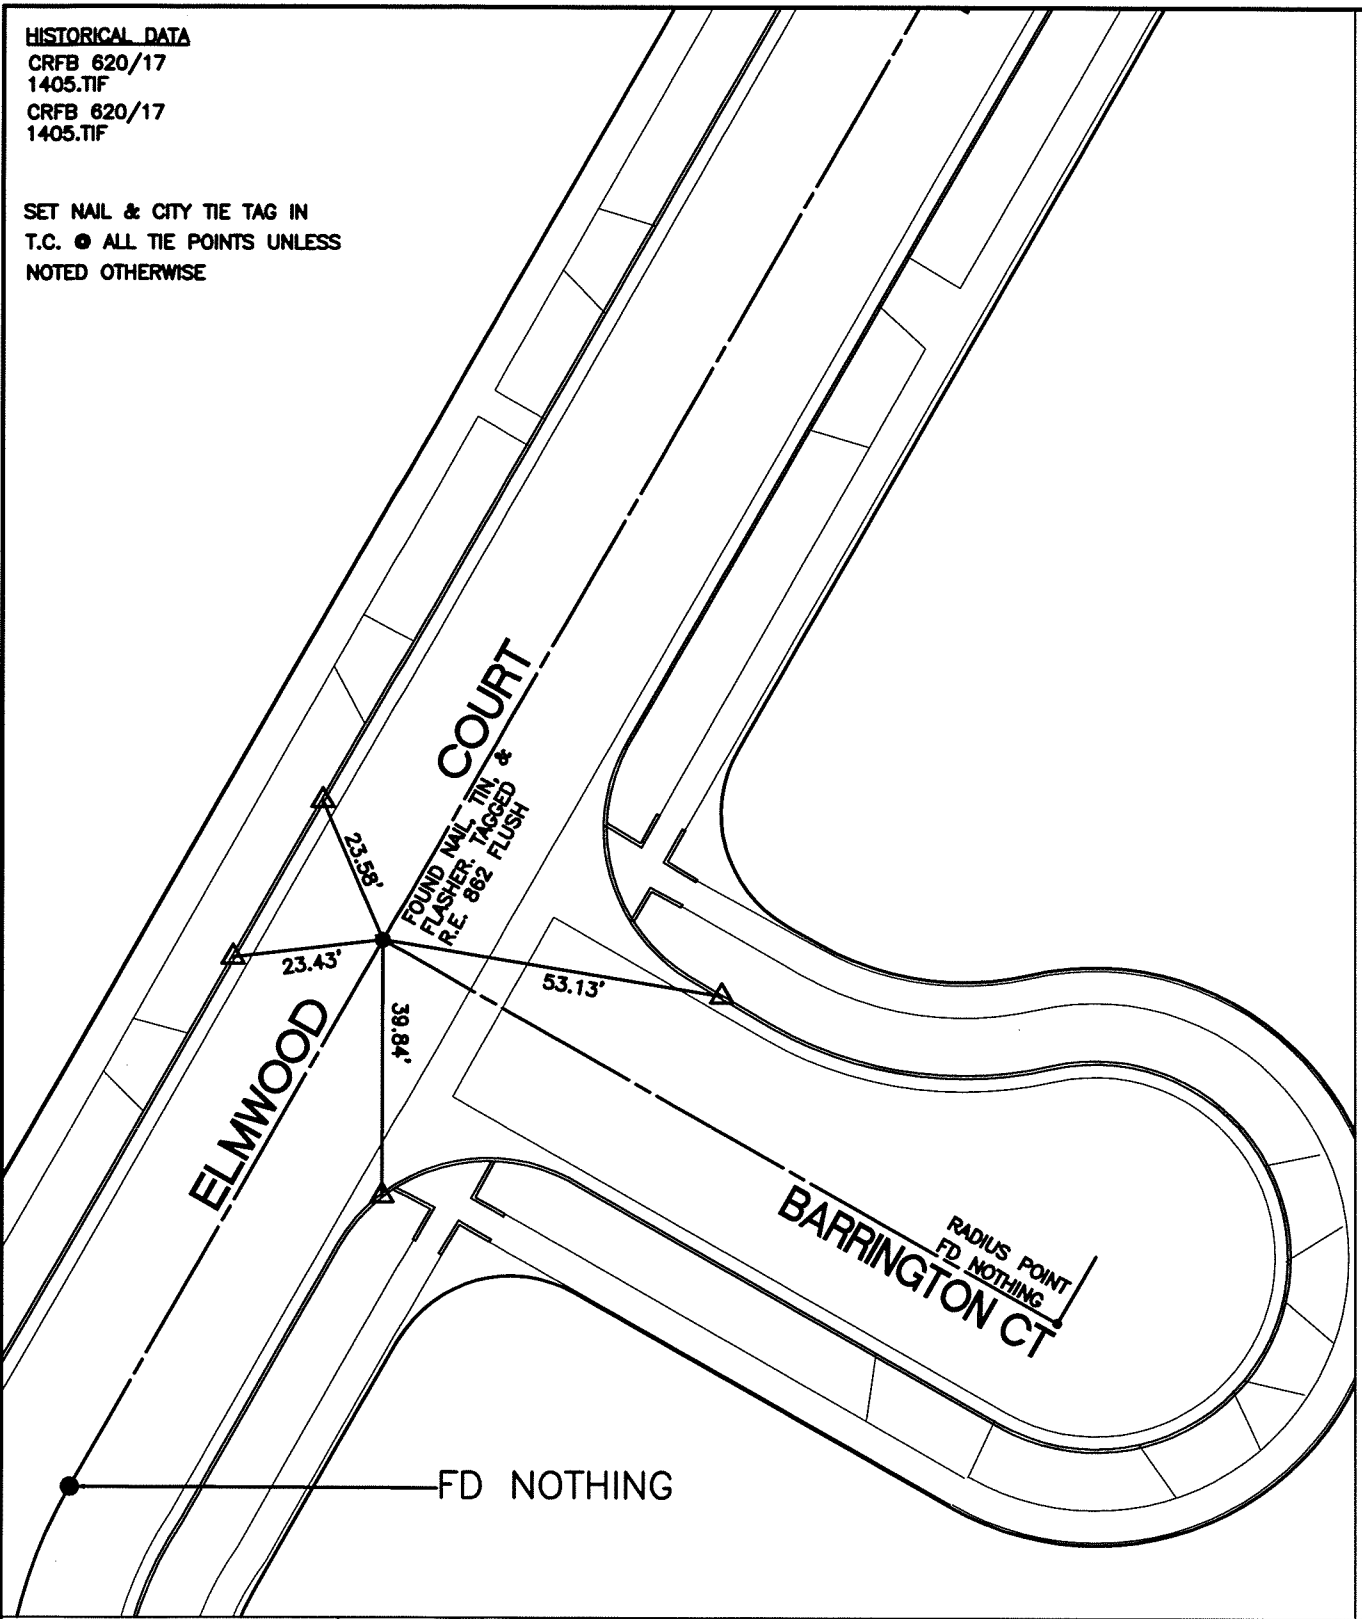 HISTORICAL DATA
CRFB 620/17
1405.TIF
CRFB 620/17
1405.TIF
SET NAIL & CITY TIE TAG IN
T.C. @ ALL TIE POINTS UNLESS
NOTED OTHERWISE
COURT
FOUND NAIL, TIN, &
FLASHER. TAGGED
R.E. 862 FLUSH
23.58'
23.43'
53.13'
39.84'
ELMWOOD
BARRINGTON CT
RADIUS POINT
FD NOTHING
FD NOTHING